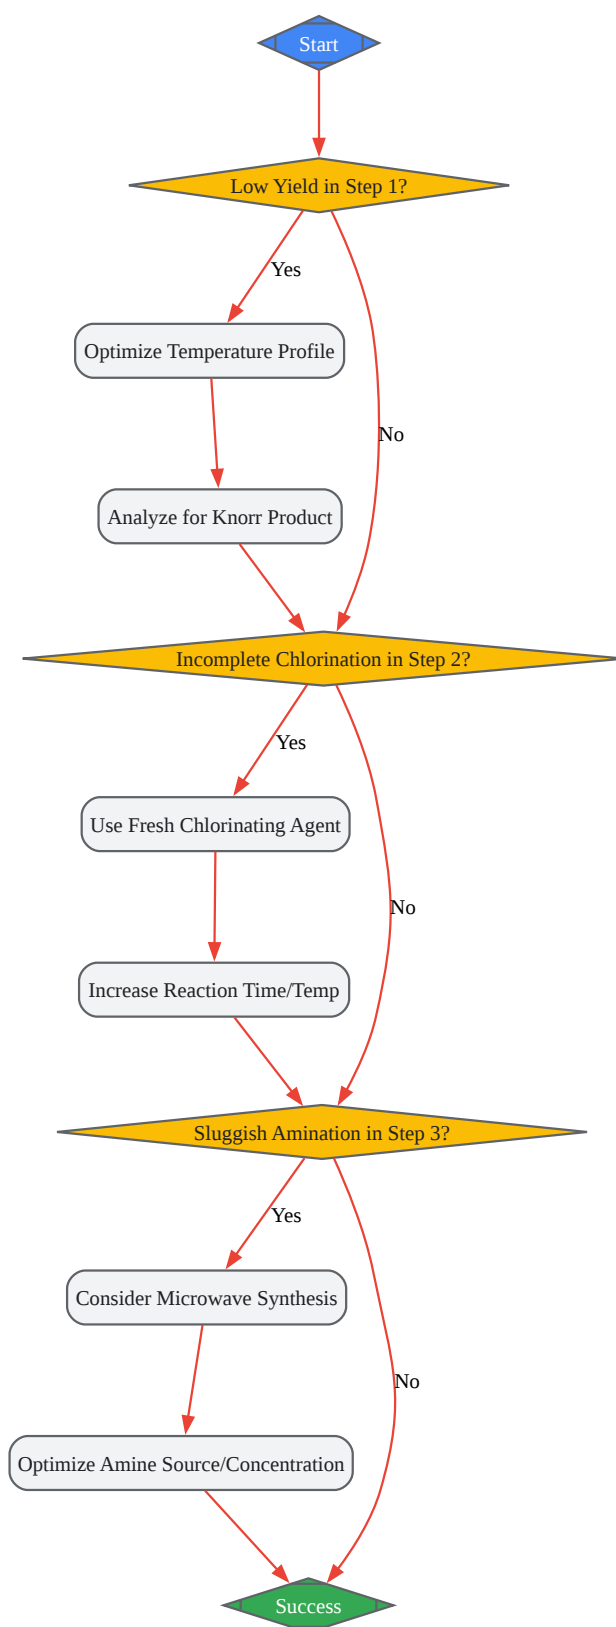 Start
Low Yield in Step 1?
Yes
Optimize Temperature Profile
No
Analyze for Knorr Product
Incomplete Chlorination in Step 2?
Yes
Use Fresh Chlorinating Agent
No
Increase Reaction Time/Temp
Sluggish Amination in Step 3?
Yes
Consider Microwave Synthesis
No
Optimize Amine Source/Concentration
Success